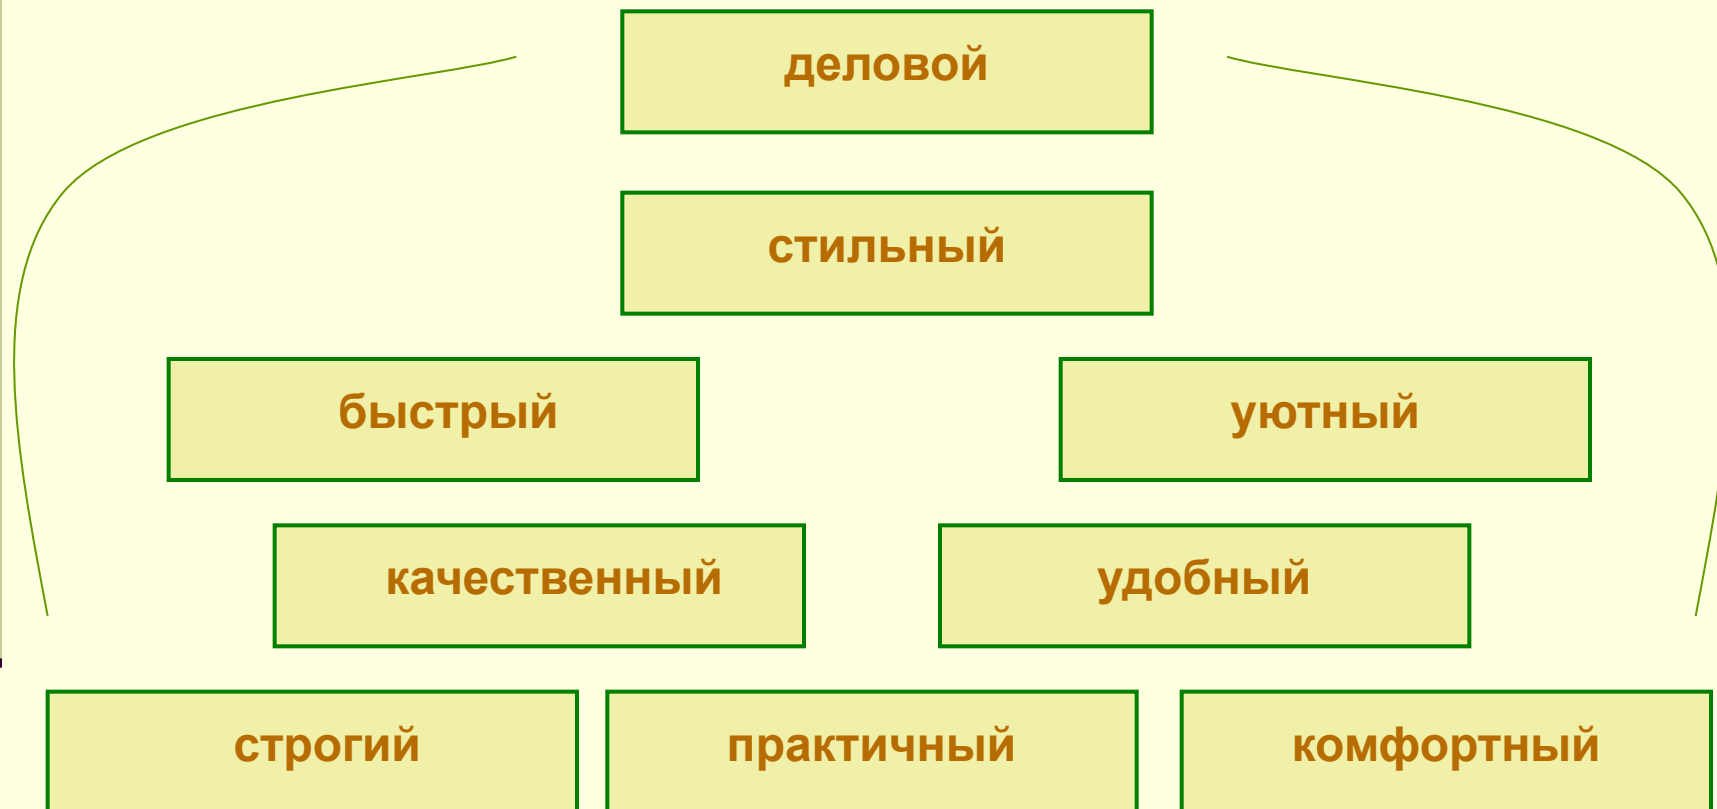 деловой
стильный
быстрый
уютный
качественный
удобный
строгий
практичный
комфортный